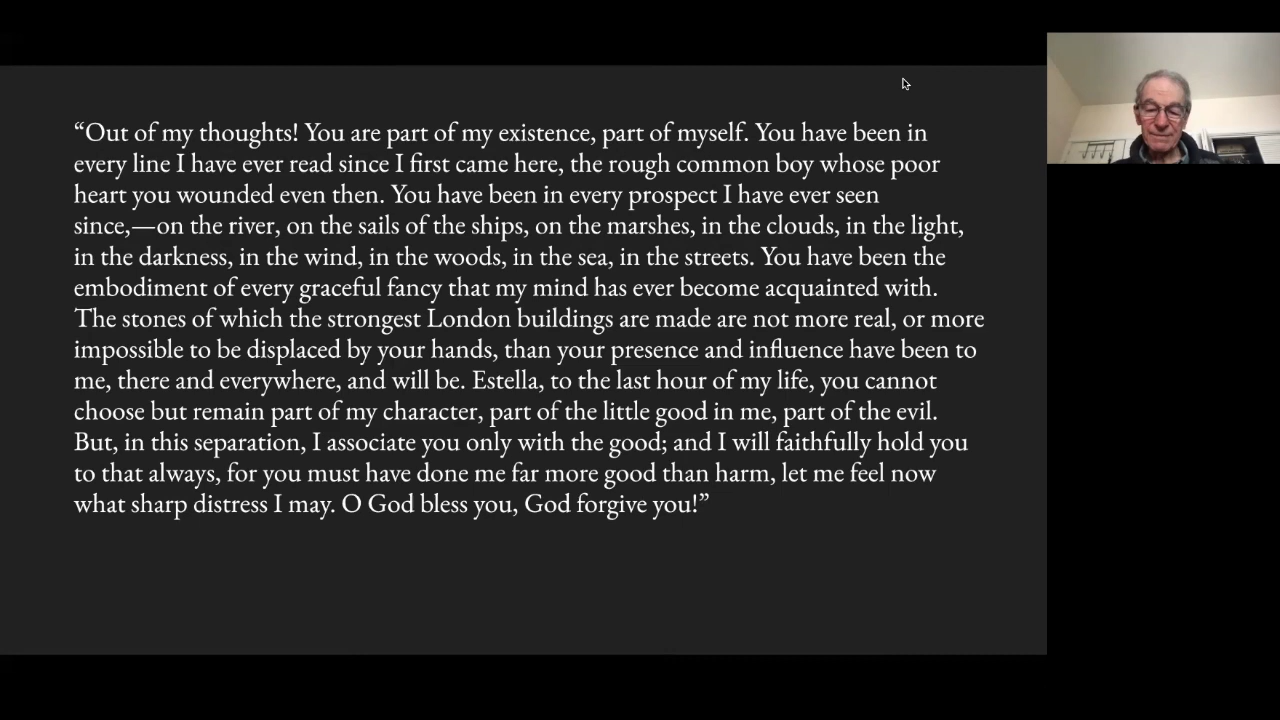 “Out of my thoughts! You are part of my existence, part of myself. You have been in
every line I have ever read since I first came here, the rough common boy whose poor
heart you wounded even then. You have been in every prospect I have ever seen
since,—on the river, on the sails of the ships, on the marshes, in the clouds, in the light,
in the darkness, in the wind, in the woods, in the sea, in the streets. You have been the
embodiment of every graceful fancy that my mind has ever become acquainted with.
The stones of which the strongest London buildings are made are not more real, or more
impossible to be displaced by your hands, than your presence and influence have been to
me, there and everywhere, and will be. Estella, to the last hour of my life, you cannot
choose but remain part of my character, part of the little good in me, part of the evil.
But, in this separation, I associate you only with the good; and I will faithfully hold you
to that always, for you must have done me far more good than harm, let me feel now
what sharp distress I may. O God bless you, God forgive you!”